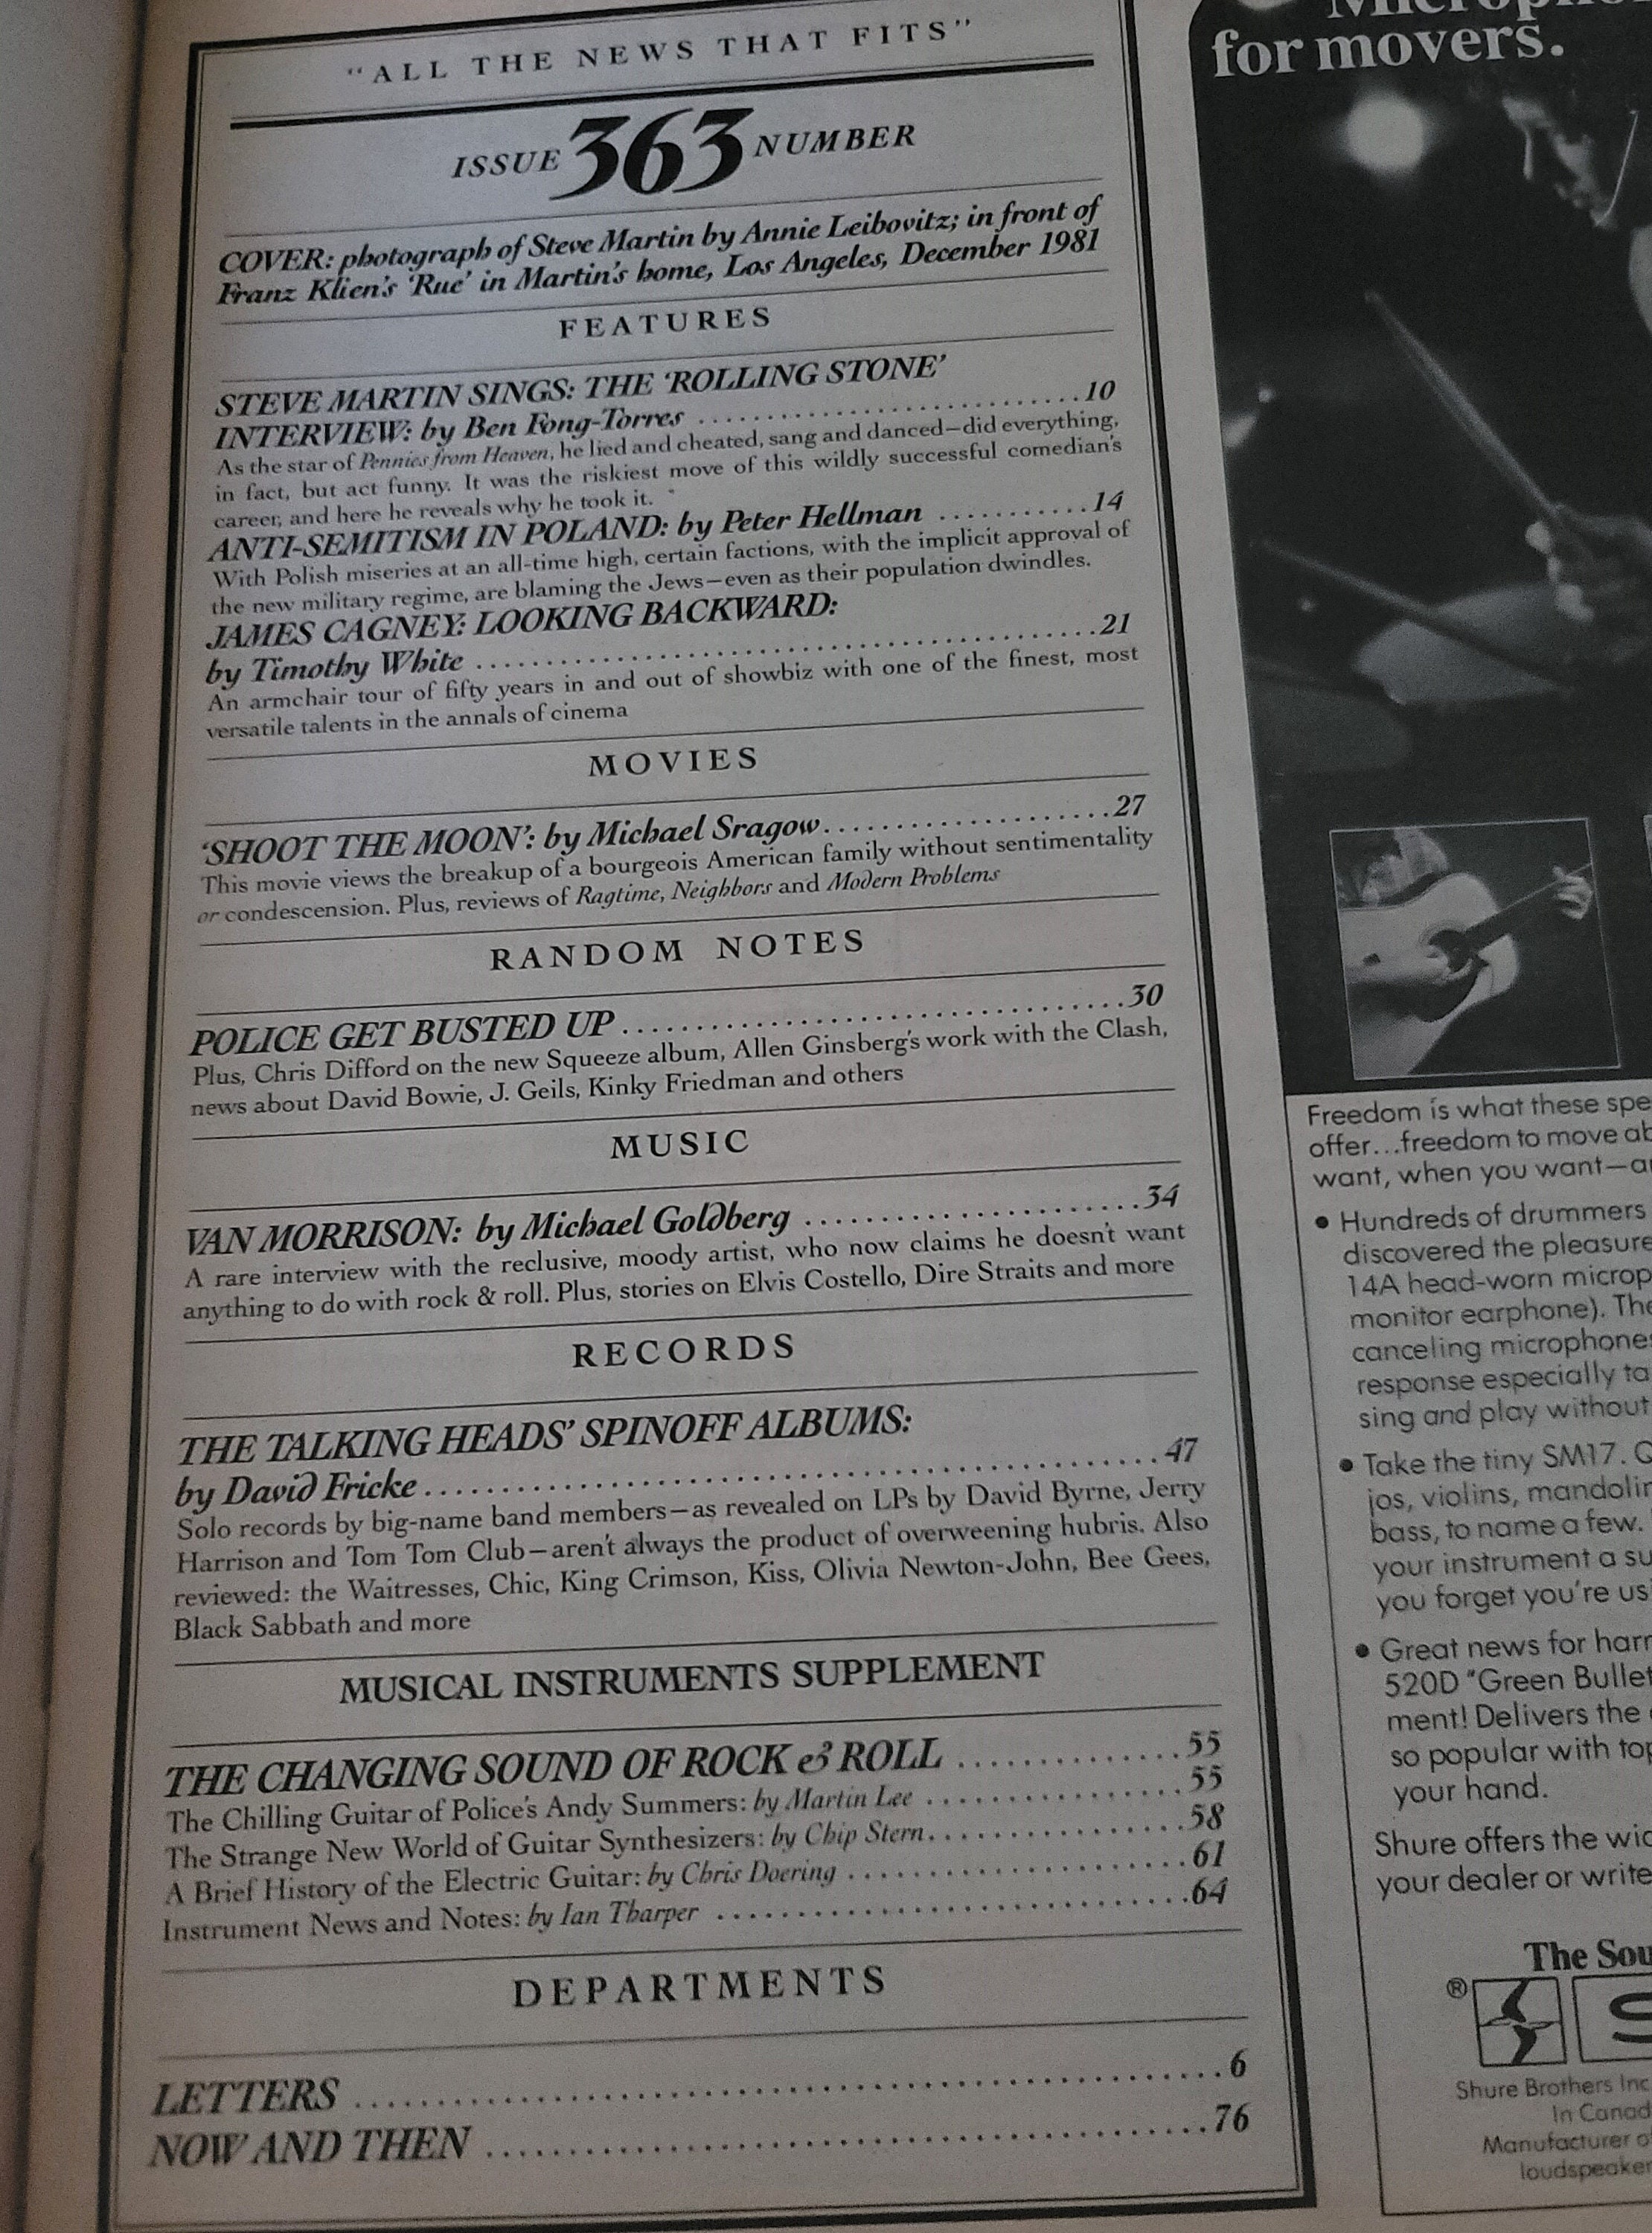 "ALL THE NEWS THAT FITS"
ISSUE 363 NUMBER
COVER: photograph of Steve Martin by Annie Leibovitz; in front of
Franz Klien's 'Rue' in Martin's home, Los Angeles, December 1981
FEATURES
STEVE MARTIN SINGS: THE 'ROLLING STONE'
INTERVIEW: by Ben Fong-Torres ............................10
As the star of Pennies from Heaven, he lied and cheated, sang and danced—did everything,
in fact, but act funny. It was the riskiest move of this wildly successful comedian's
career, and here he reveals why he took it.
ANTI-SEMITISM IN POLAND: by Peter Hellman ...........14
With Polish miseries at an all-time high, certain factions, with the implicit approval of
the new military regime, are blaming the Jews—even as their population dwindles.
JAMES CAGNEY: LOOKING BACKWARD:
by Timothy White .............................................21
An armchair tour of fifty years in and out of showbiz with one of the finest, most
versatile talents in the annals of cinema
MOVIES
'SHOOT THE MOON': by Michael Sragow....................27
This movie views the breakup of a bourgeois American family without sentimentality
or condescension. Plus, reviews of Ragtime, Neighbors and Modern Problems
RANDOM NOTES
POLICE GET BUSTED UP ...................................30
Plus, Chris Difford on the new Squeeze album, Allen Ginsberg's work with the Clash,
news about David Bowie, J. Geils, Kinky Friedman and others
MUSIC
VAN MORRISON: by Michael Goldberg .......................34
A rare interview with the reclusive, moody artist, who now claims he doesn't want
anything to do with rock & roll. Plus, stories on Elvis Costello, Dire Straits and more
RECORDS
THE TALKING HEADS' SPINOFF ALBUMS:
by David Fricke ..................................................47
Solo records by big-name band members—as revealed on LPs by David Byrne, Jerry
Harrison and Tom Tom Club—aren't always the product of overweening hubris. Also
reviewed: the Waitresses, Chic, King Crimson, Kiss, Olivia Newton-John, Bee Gees,
Black Sabbath and more
MUSICAL INSTRUMENTS SUPPLEMENT
THE CHANGING SOUND OF ROCK & ROLL ..............55
The Chilling Guitar of Police's Andy Summers: by Martin Lee ................55
The Strange New World of Guitar Synthesizers: by Chip Stern.................58
A Brief History of the Electric Guitar: by Chris Doering .......................61
Instrument News and Notes: by Ian Tharper ................................64
DEPARTMENTS
LETTERS .......................................................6
NOW AND THEN .............................................76
for movers.
Freedom is what these
offer...freedom to move
want, when you want—
• Hundreds of drummers
discovered the pleasure
14A head-worn
monitor earphone).
canceling
response especially
sing and play without
• Take the tiny SM17.
jos, violins,
bass, to name a few.
your instrument a
you forget you're
• Great news for
520D "Green
ment! Delivers the
so popular with
your hand.
Shure offers the
your dealer or write
The
®
Shure Brothers Inc
In
Manufacturer